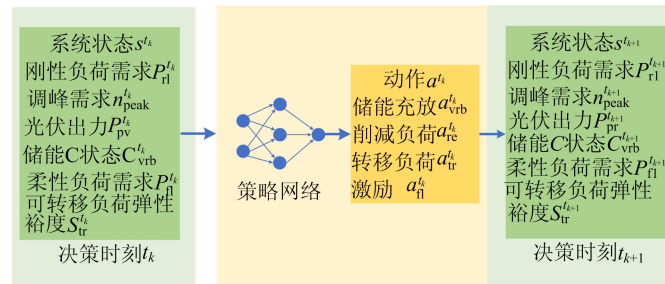 系统状态s^{t_k}
刚性负荷需求P_{rl}^{t_k}
调峰需求n_{peak}^{t_k}
光伏出力P_{pv}^{t_k}
储能C状态C_{vrb}^{t_k}
柔性负荷需求P_{fl}^{t_k}
可转移负荷弹性
裕度S_{tr}^{t_k}
决策时刻t_k
策略网络
动作a^{t_k}
储能充放a_{vrb}^{t_k}
削减负荷a_{re}^{t_k}
转移负荷a_{tr}^{t_k}
激励 a_{fl}^{t_k}
系统状态s^{t_{k+1}}
刚性负荷需求P_{r1}^{t_{k+1}}
调峰需求n_{peak}^{t_{k+1}}
光伏出力P_{pr}^{t_{k+1}}
储能C状态C_{vrb}^{t_{k+1}}
柔性负荷需求P_{f1}^{t_{k+1}}
可转移负荷弹性
裕度S_{tr}^{t_{k+1}}
决策时刻t_{k+1}